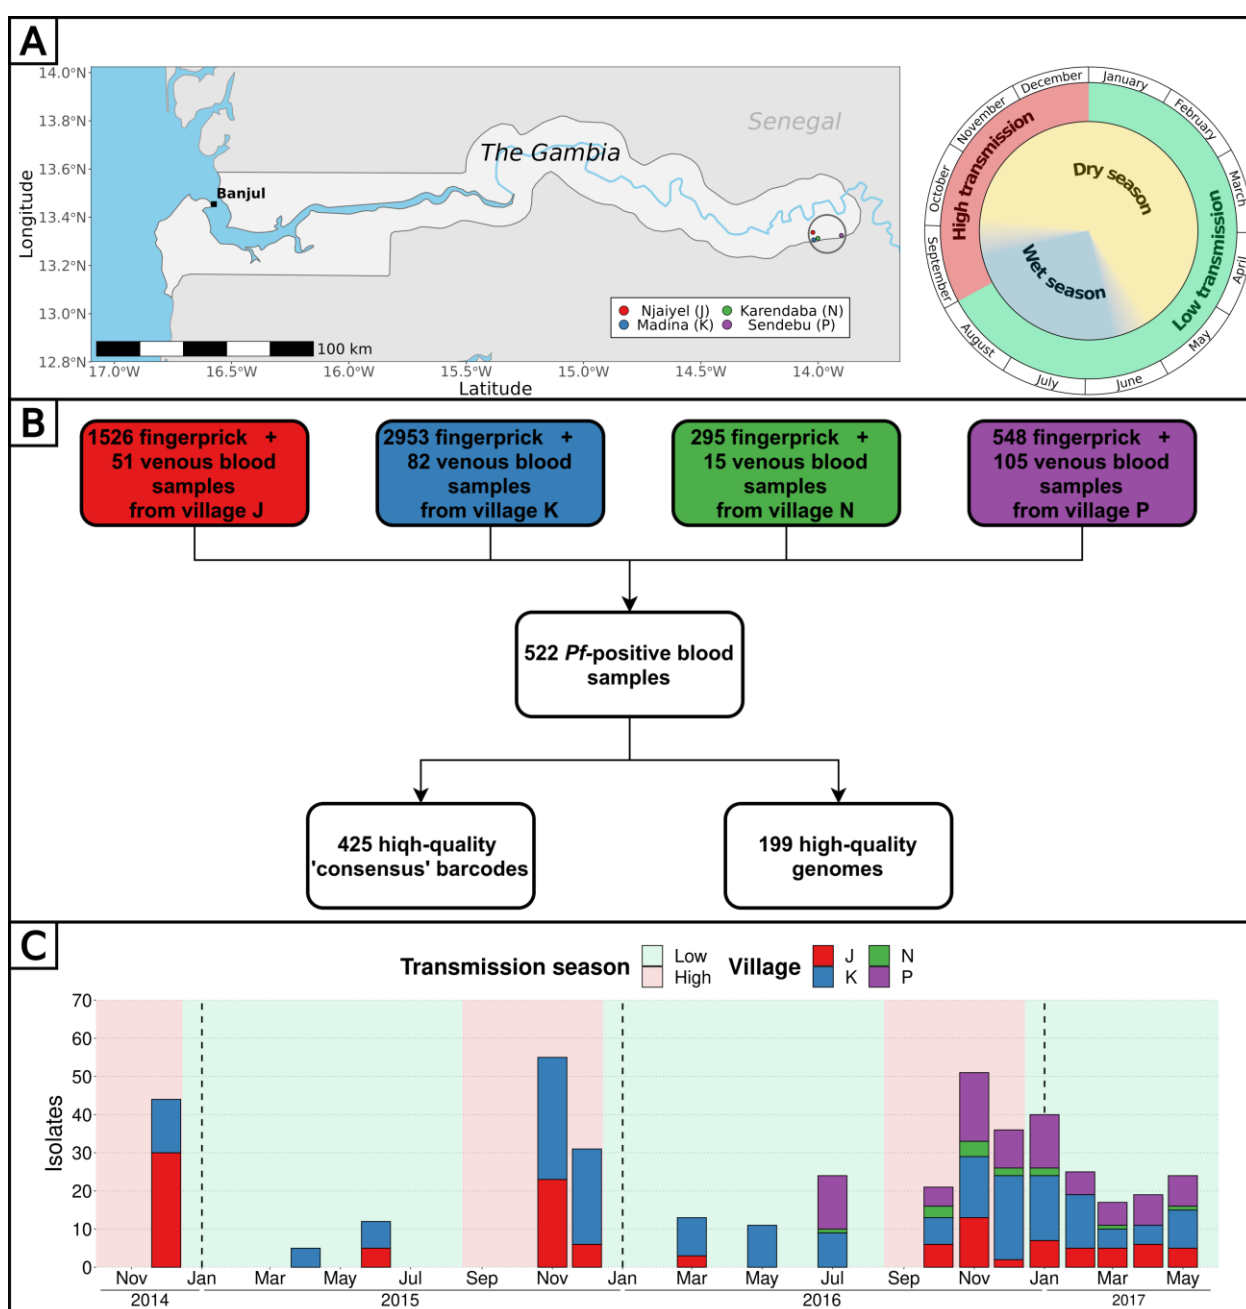 A
14.0°N
13.8°N
13.6°N
13.4°N
13.2°N
13.0°N
12.8°N
Longitude
Senegal
The Gambia
Banjul
Njaiyel (J)
Karendaba (N)
Madina (K)
Sendebu (P)
100 km
17.0°W
16.5°W
16.0°W
15.5°W
15.0°W
14.5°W
14.0°W
Latitude
January
February
March
April
May
June
July
August
September
October
November
December
High transmission
Low transmission
Dry season
Wet season
B
1526 fingerprick +
51 venous blood
samples
from village J
2953 fingerprick +
82 venous blood
samples
from village K
295 fingerprick +
15 venous blood
samples
from village N
548 fingerprick +
105 venous blood
samples
from village P
522 Pf-positive blood
samples
425 high-quality
'consensus' barcodes
199 high-quality
genomes
C
Transmission season
Low
High
Village
J
N
K
P
70
60
50
40
30
20
10
0
Isolates
Nov
Jan
Mar
May
Jul
Sep
Nov
Jan
Mar
May
Jul
Sep
Nov
Jan
Mar
May
2014
2015
2016
2017